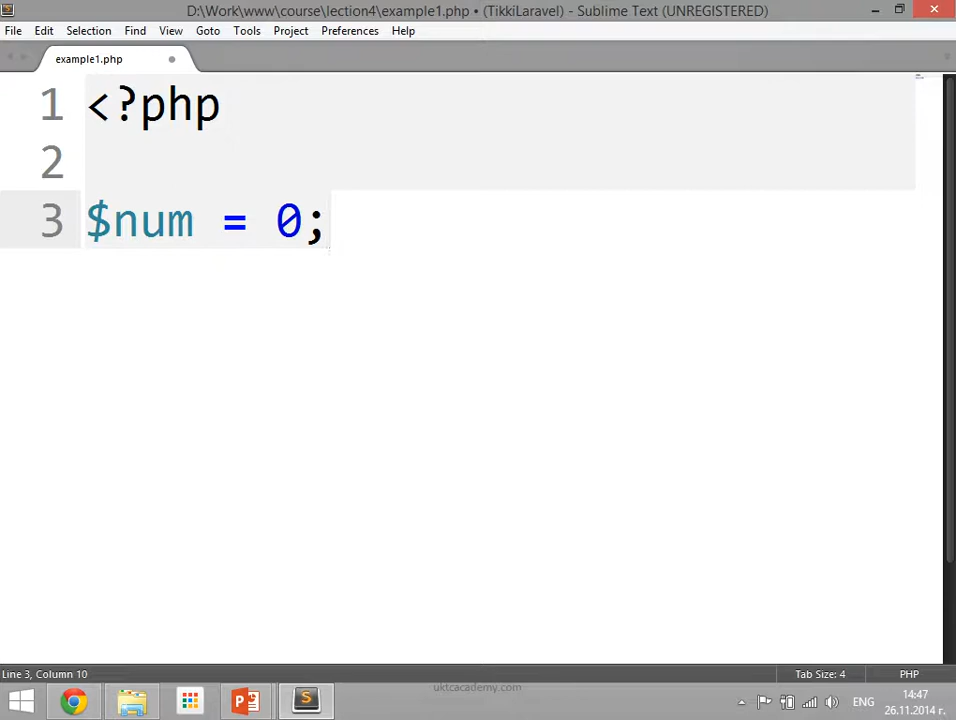 D:\Work\www\course\lection4\example1.php • (TikkiLaravel) - Sublime Text (UNREGISTERED)
File Edit Selection Find View Goto Tools Project Preferences Help
example1.php
1 <?php
2
3 $num = 0;
Line 3, Column 10 Tab Size: 4 PHP
uktcacademy.com
ENG
14:47
26.11.2014 г.